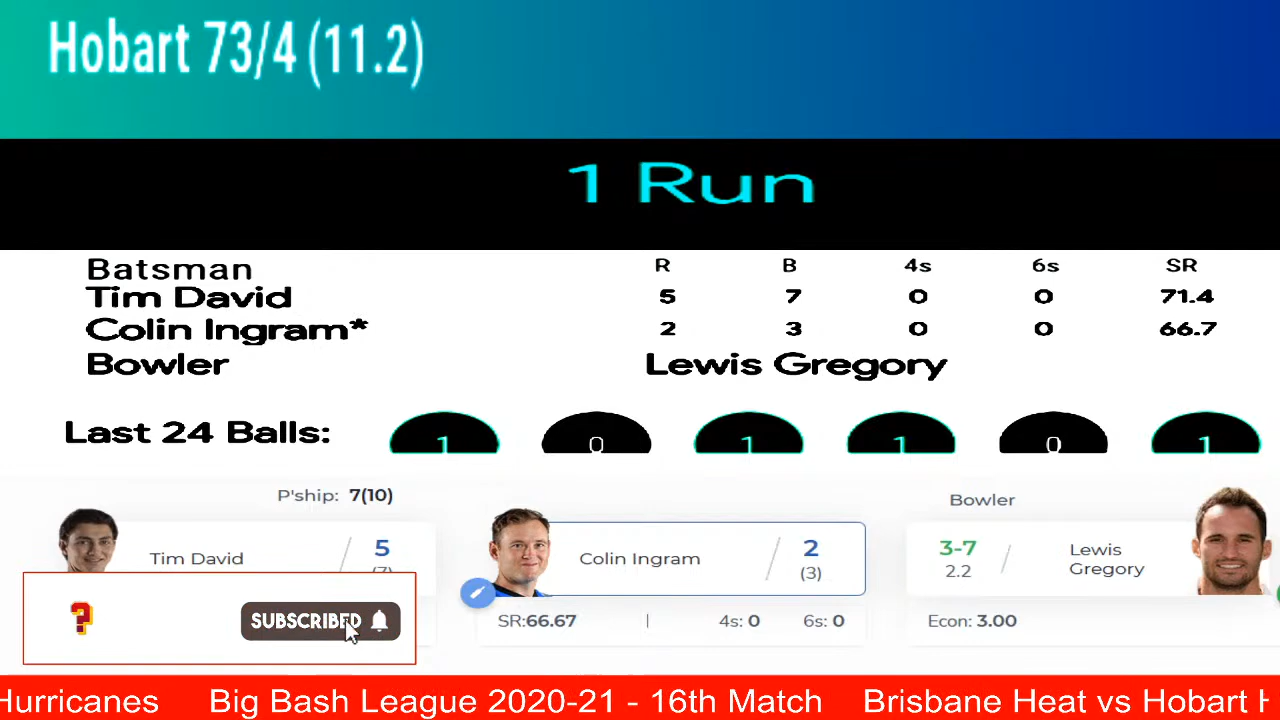 Hobart 73/4 (11.2)
1 Run
Batsman R B 4s 6s SR
Tim David 5 7 0 0 71.4
Colin Ingram* 2 3 0 0 66.7
Bowler Lewis Gregory
Last 24 Balls: 1 0 1 1 0 1
P'ship: 7(10)
Bowler
Tim David 5
(7)
Colin Ingram 2
(3)
3-7
2.2
Lewis
Gregory
?
SUBSCRIBED
SR:66.67 4s: 0 6s: 0
Econ: 3.00
Hurricanes Big Bash League 2020-21 - 16th Match Brisbane Heat vs Hobart H